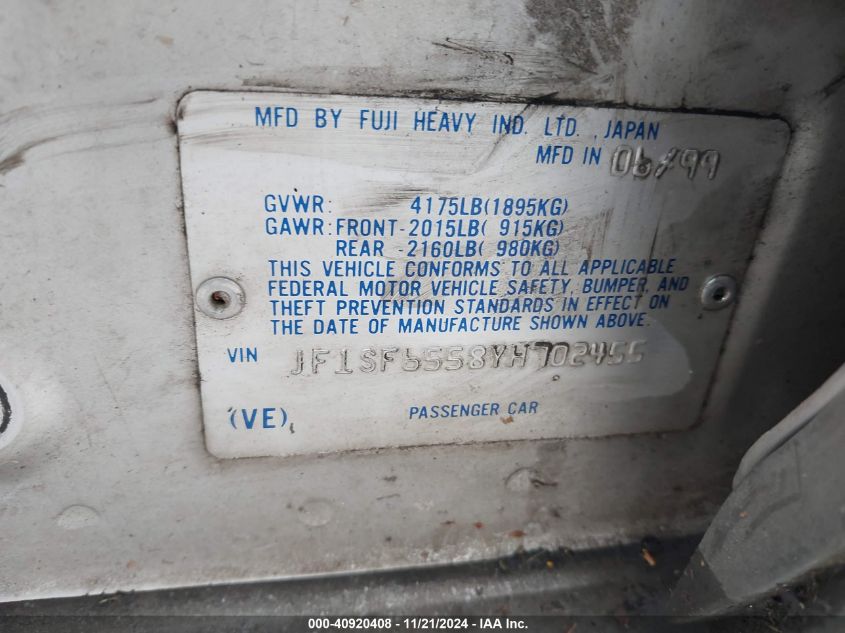 MFD BY FUJI HEAVY IND. LTD., JAPAN
MFD IN 06/99
GVWR: 4175LB(1895KG)
GAWR: FRONT-2015LB( 915KG)
REAR -2160LB( 980KG)
THIS VEHICLE CONFORMS TO ALL APPLICABLE
FEDERAL MOTOR VEHICLE SAFETY, BUMPER, AND
THEFT PREVENTION STANDARDS IN EFFECT ON
THE DATE OF MANUFACTURE SHOWN ABOVE.
VIN JF1SF6558YH702455
(VE) PASSENGER CAR
000-40920408 - 11/21/2024 - IAAI Inc.